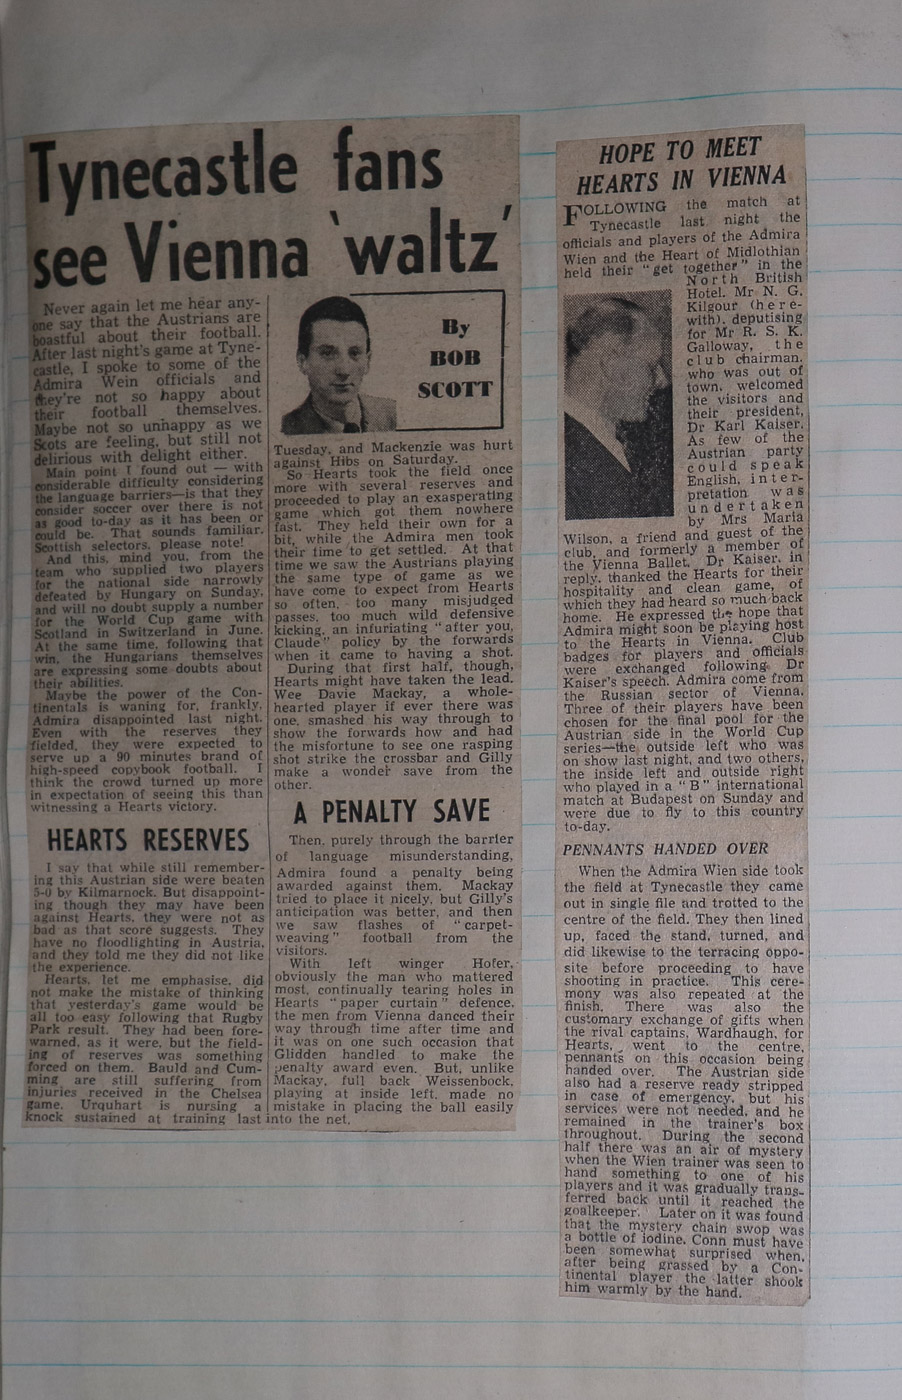 Tynecastle fans
see Vienna 'waltz'
Never again let me hear any-
one say that the Austrians are
boastful about their football.
After last night's game at Tyne-
castle, I spoke to some of the
Admira Wein officials and
they're not so happy about
their football themselves.
Maybe not so unhappy as we
Scots are feeling, but still not
delirious with delight either.
Main point I found out — with
considerable difficulty considering
the language barriers—is that they
consider soccer over there is not
as good to-day as it has been or
could be. That sounds familiar.
Scottish selectors, please note!
And this, mind you, from the
team who supplied two players
for the national side narrowly
defeated by Hungary on Sunday,
and will no doubt supply a number
for the World Cup game with
Scotland in Switzerland in June.
At the same time, following that
win, the Hungarians themselves
are expressing some doubts about
their abilities.
Maybe the power of the Con-
tinentals is waning for, frankly,
Admira disappointed last night.
Even with the reserves they
fielded, they were expected to
serve up a 90 minutes brand of
high-speed copybook football. I
think the crowd turned up more
in expectation of seeing this than
witnessing a Hearts victory.
HEARTS RESERVES
I say that while still remember-
ing this Austrian side were beaten
5-0 by Kilmarnock. But disappoint-
ing though they may have been
against Hearts, they were not as
bad as that score suggests. They
have no floodlighting in Austria,
and they told me they did not like
the experience.
Hearts, let me emphasise, did
not make the mistake of thinking
that yesterday's game would be
all too easy following that Rugby
Park result. They had been fore-
warned, as it were, but the field-
ing of reserves was something
forced on them. Bauld and Cum-
ming are still suffering from
injuries received in the Chelsea
game. Urquhart is nursing a
knock sustained at training last
By
BOB
SCOTT
Tuesday, and Mackenzie was hurt
against Hibs on Saturday.
So Hearts took the field once
more with several reserves and
proceeded to play an exasperating
game which got them nowhere
fast. They held their own for a
bit, while the Admira men took
their time to get settled. At that
time we saw the Austrians playing
the same type of game as we
have come to expect from Hearts
so often, too many misjudged
passes, too much wild defensive
kicking, an infuriating "after you,
Claude" policy by the forwards
when it came to having a shot.
During that first half, though,
Hearts might have taken the lead.
Wee Davie Mackay, a whole-
hearted player if ever there was
one, smashed his way through to
show the forwards how and had
the misfortune to see one rasping
shot strike the crossbar and Gilly
make a wonder save from the
other.
A PENALTY SAVE
Then, purely through the barrier
of language misunderstanding,
Admira found a penalty being
awarded against them. Mackay
tried to place it nicely, but Gilly's
anticipation was better, and then
we saw flashes of "carpet-
weaving" football from the
visitors.
With left winger Hofer,
obviously the man who mattered
most, continually tearing holes in
Hearts "paper curtain" defence,
the men from Vienna danced their
way through time after time and
it was on one such occasion that
Glidden handled to make the
penalty award even. But, unlike
Mackay, full back Weissenbock,
playing at inside left, made no
mistake in placing the ball easily
into the net.
HOPE TO MEET
HEARTS IN VIENNA
FOLLOWING the match at
Tynecastle last night the
officials and players of the Admira
Wien and the Heart of Midlothian
held their "get together" in the
North British
Hotel. Mr N. G.
Kilgour (here-
with), deputising
for Mr R. S. K.
Galloway, the
club chairman,
who was out of
town, welcomed
the visitors and
their president,
Dr Karl Kaiser.
As few of the
Austrian party
could speak
English, inter-
pretation was
undertaken
by Mrs Maria
Wilson, a friend and guest of the
club, and formerly a member of
the Vienna Ballet. Dr Kaiser, in
reply, thanked the Hearts for their
hospitality and clean game, of
which they had heard so much back
home. He expressed the hope that
Admira might soon be playing host
to the Hearts in Vienna. Club
badges for players and officials
were exchanged following Dr
Kaiser's speech. Admira come from
the Russian sector of Vienna.
Three of their players have been
chosen for the final pool for the
Austrian side in the World Cup
series—the outside left who was
on show last night, and two others,
the inside left and outside right
who played in a "B" international
match at Budapest on Sunday and
were due to fly to this country
to-day.
PENNANTS HANDED OVER
When the Admira Wien side took
the field at Tynecastle they came
out in single file and trotted to the
centre of the field. They then lined
up, faced the stand, turned, and
did likewise to the terracing oppo-
site before proceeding to have
shooting in practice. This cere-
mony was also repeated at the
finish. There was also the
customary exchange of gifts when
the rival captains, Wardhaugh, for
Hearts, went to the centre,
pennants on this occasion being
handed over. The Austrian side
also had a reserve ready stripped
in case of emergency, but his
services were not needed, and he
remained in the trainer's box
throughout. During the second
half there was an air of mystery
when the Wien trainer was seen to
hand something to one of his
players and it was gradually trans-
ferred back until it reached the
goalkeeper. Later on it was found
that the mystery chain swop was
a bottle of iodine. Conn must have
been somewhat surprised when,
after being grassed by a Con-
tinental player the latter shook
him warmly by the hand.